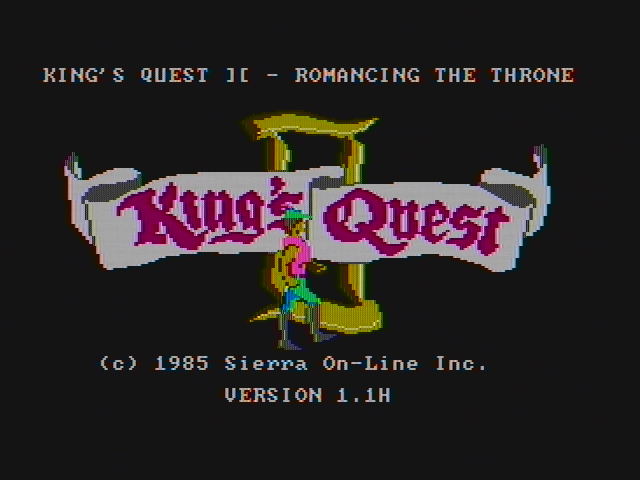 KING'S QUEST II - ROMANCING THE THRONE
King's Quest
(c) 1985 Sierra On-Line Inc.
VERSION 1.1H